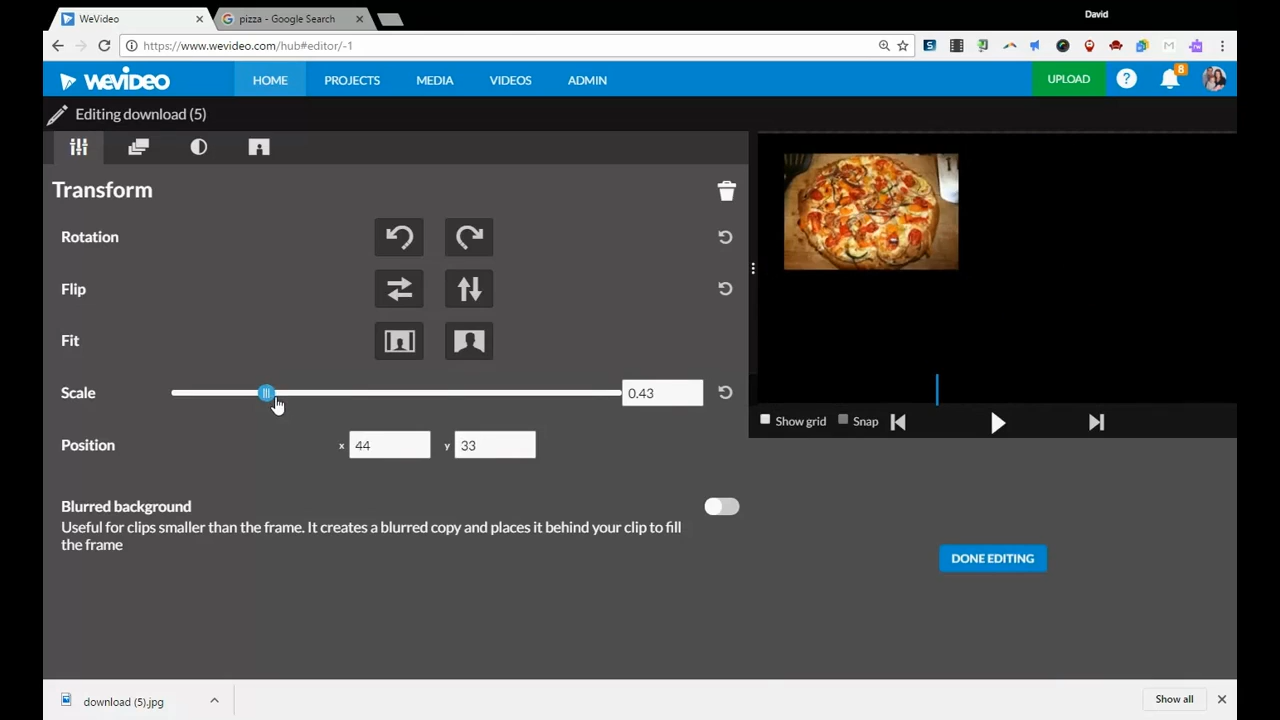 David
WeVideo
pizza - Google Search
https://www.wevideo.com/hub#editor/-1
WEVIDEO
HOME
PROJECTS
MEDIA
VIDEOS
ADMIN
UPLOAD
?
8
Editing download (5)
Transform
Rotation
Flip
Fit
Scale
0.43
Position
x 44
y 33
Show grid
Snap
Blurred background
Useful for clips smaller than the frame. It creates a blurred copy and places it behind your clip to fill
the frame
DONE EDITING
download (5).jpg
Show all